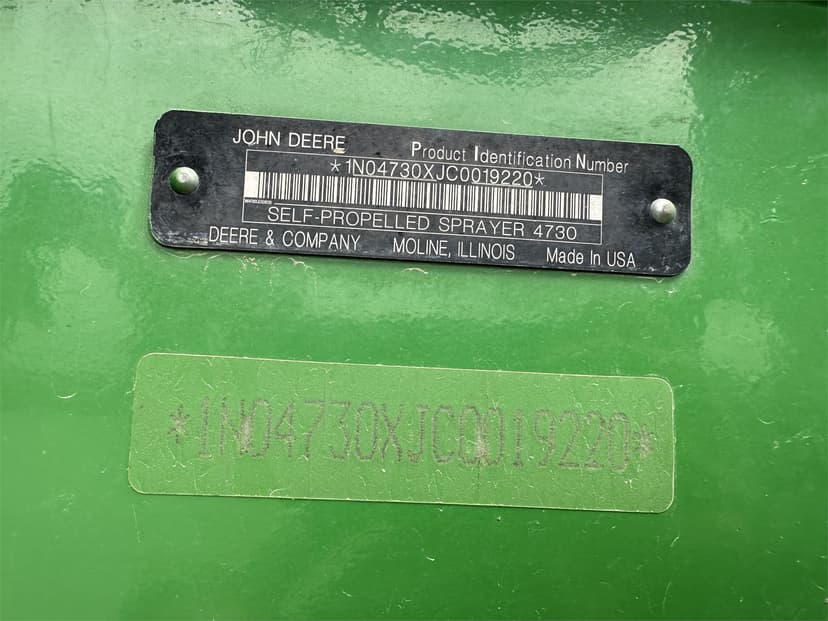 JOHN DEERE Product Identification Number
*1N04730XJC0019220*
SELF-PROPELLED SPRAYER 4730
DEERE & COMPANY MOLINE, ILLINOIS Made In USA
*1N04730XJC0019220*